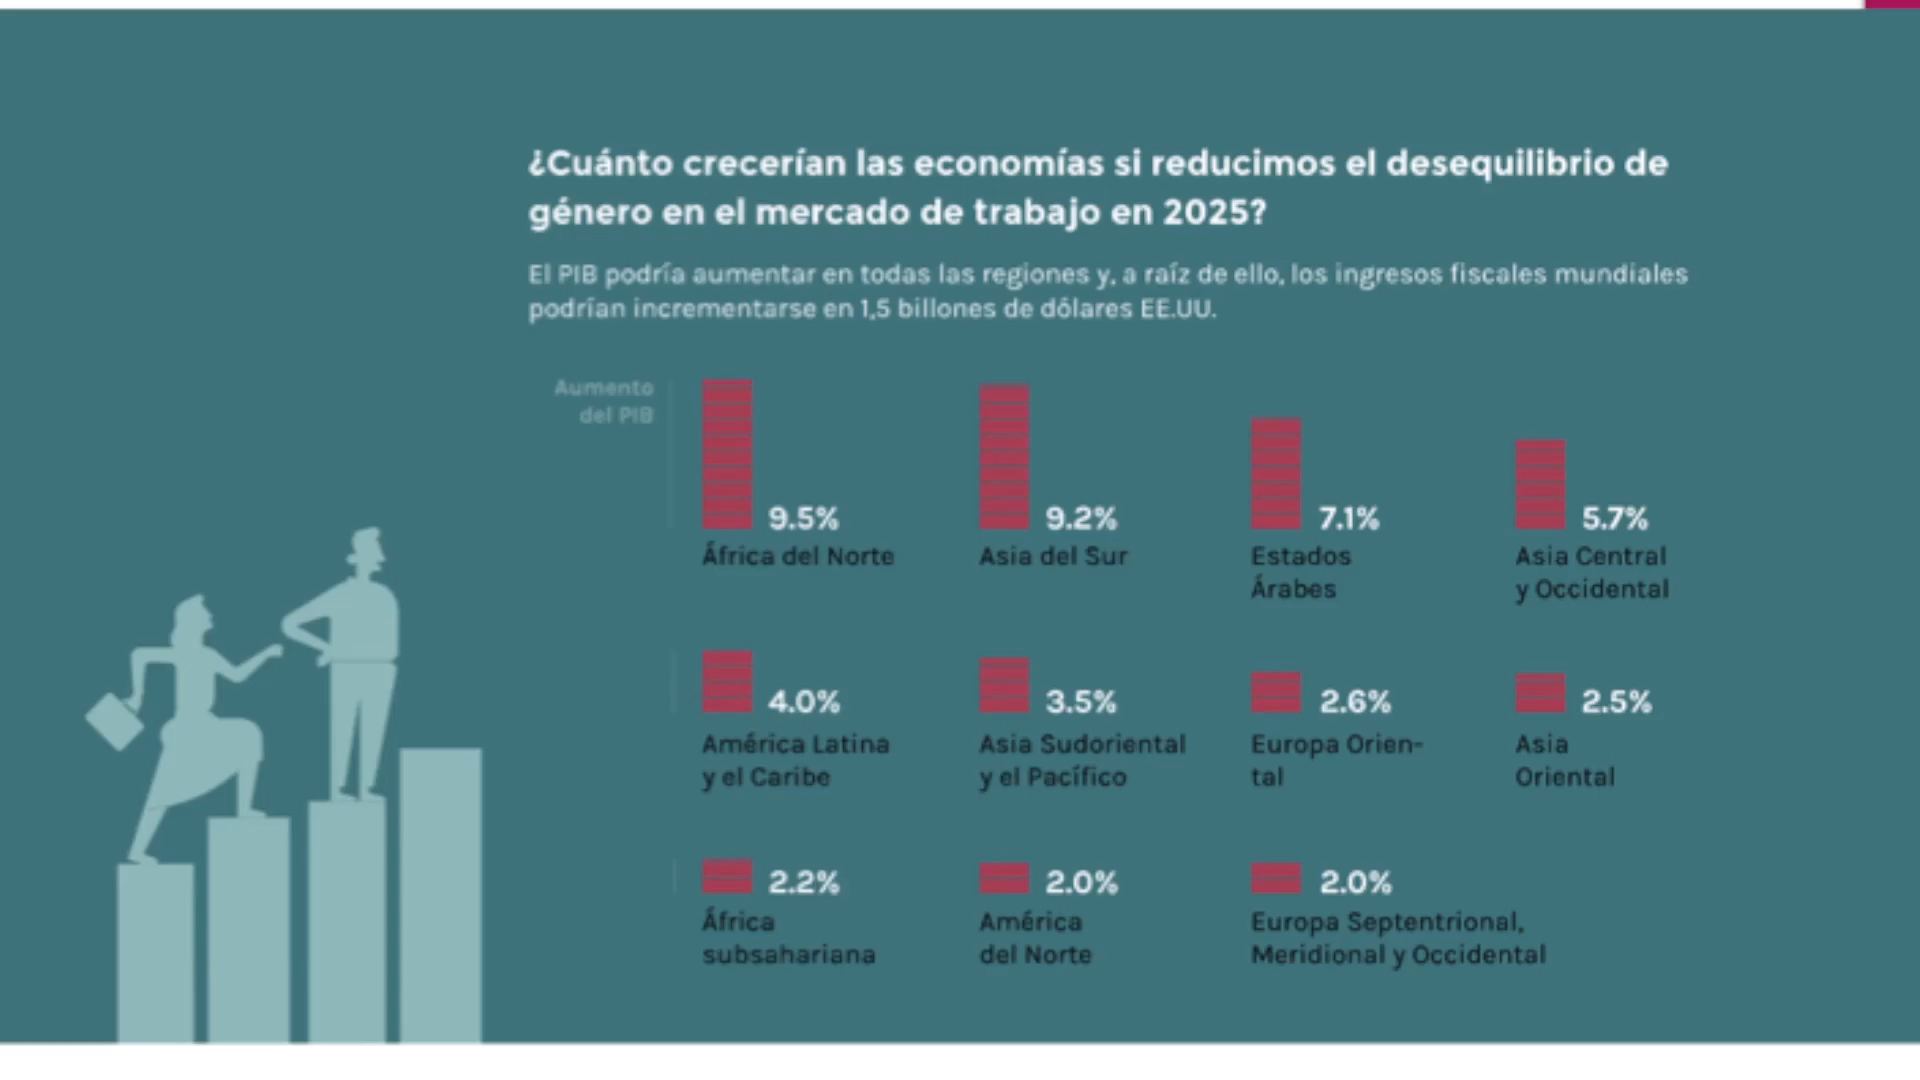 ¿Cuánto crecerían las economías si reducimos el desequilibrio de
género en el mercado de trabajo en 2025?
El PIB podría aumentar en todas las regiones y, a raíz de ello, los ingresos fiscales mundiales
podrían incrementarse en 1,5 billones de dólares EE.UU.
Aumento
del PIB
9.5%
África del Norte
9.2%
Asia del Sur
7.1%
Estados
Árabes
5.7%
Asia Central
y Occidental
4.0%
América Latina
y el Caribe
3.5%
Asia Sudoriental
y el Pacífico
2.6%
Europa Orien-
tal
2.5%
Asia
Oriental
2.2%
África
subsahariana
2.0%
América
del Norte
2.0%
Europa Septentrional,
Meridional y Occidental